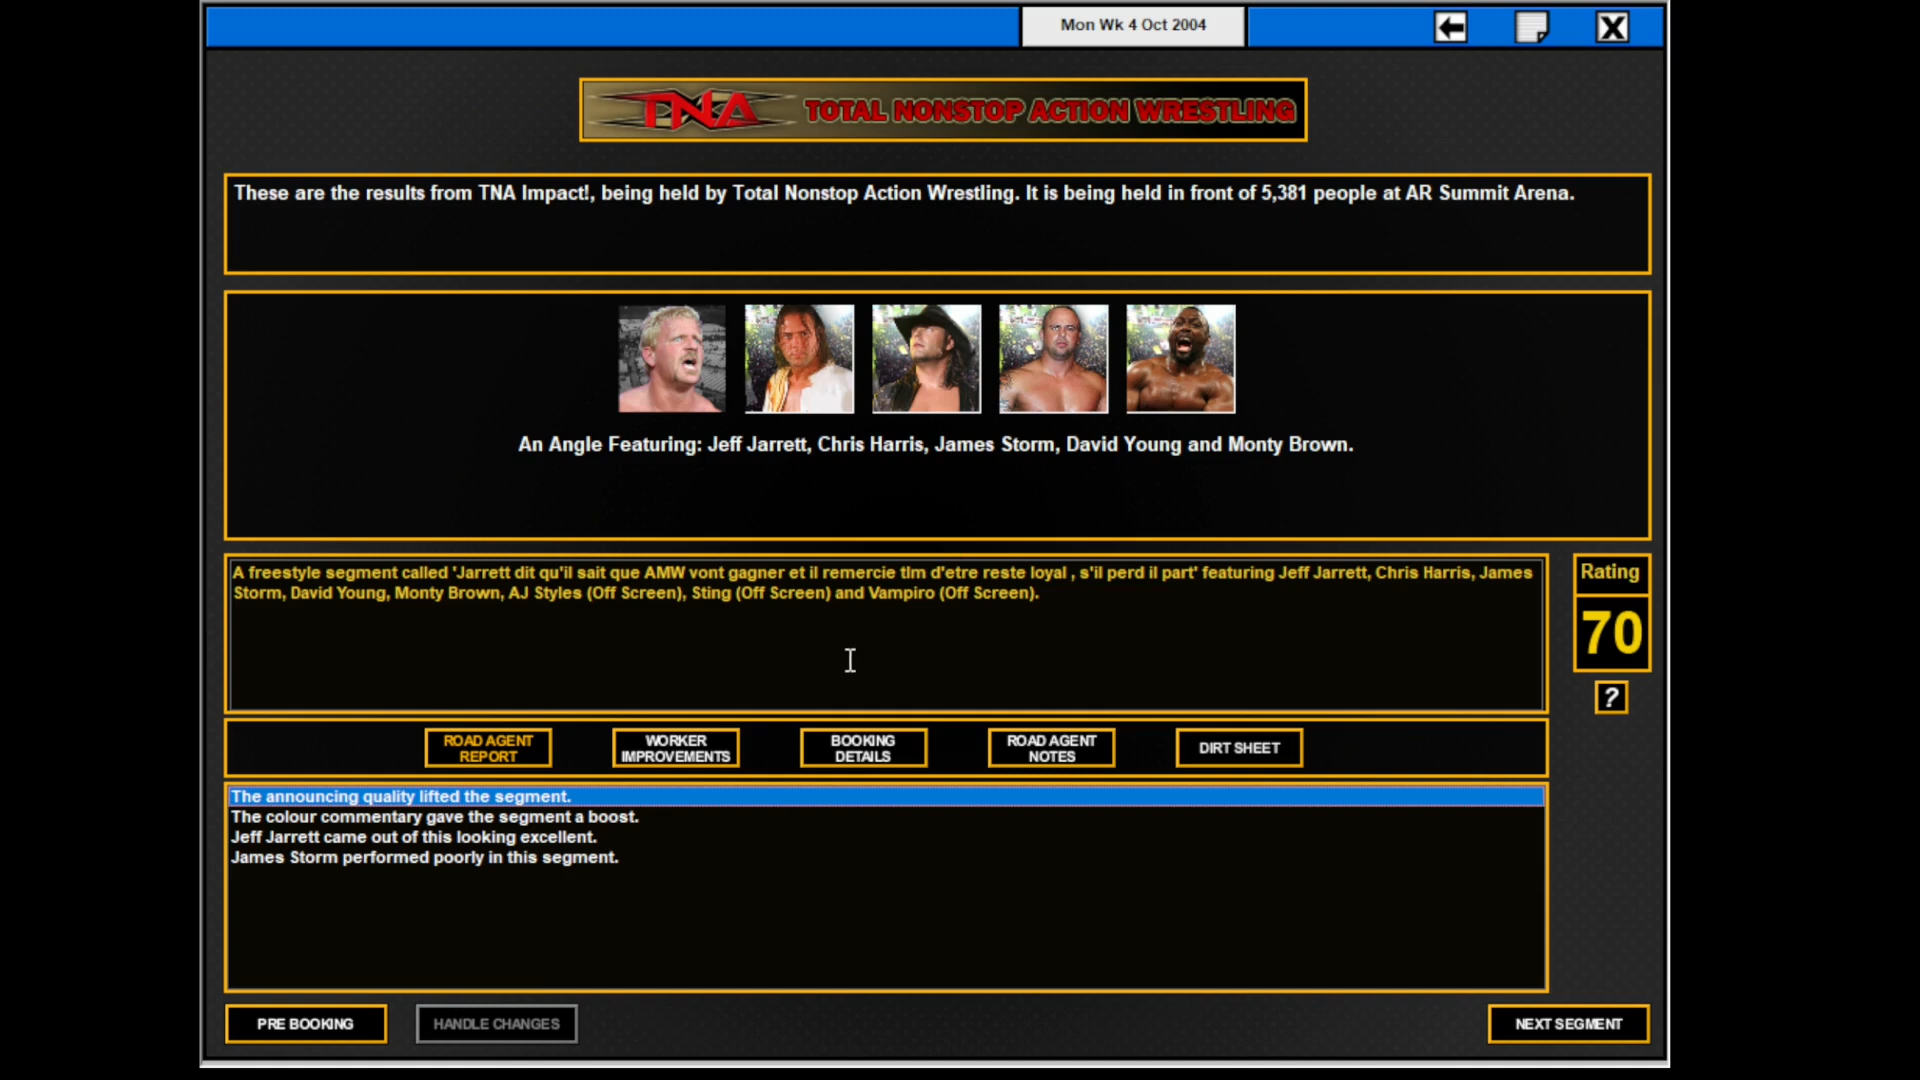 Mon Wk 4 Oct 2004
TNA TOTAL NONSTOP ACTION WRESTLING
These are the results from TNA Impact!, being held by Total Nonstop Action Wrestling. It is being held in front of 5,381 people at AR Summit Arena.
An Angle Featuring: Jeff Jarrett, Chris Harris, James Storm, David Young and Monty Brown.
A freestyle segment called 'Jarrett dit qu'il sait que AMW vont gagner et il remercie tlm d'etre reste loyal , s'il perd il part' featuring Jeff Jarrett, Chris Harris, James
Storm, David Young, Monty Brown, AJ Styles (Off Screen), Sting (Off Screen) and Vampiro (Off Screen).
Rating
70
?
ROAD AGENT
REPORT
WORKER
IMPROVEMENTS
BOOKING
DETAILS
ROAD AGENT
NOTES
DIRT SHEET
The announcing quality lifted the segment.
The colour commentary gave the segment a boost.
Jeff Jarrett came out of this looking excellent.
James Storm performed poorly in this segment.
PRE BOOKING
HANDLE CHANGES
NEXT SEGMENT